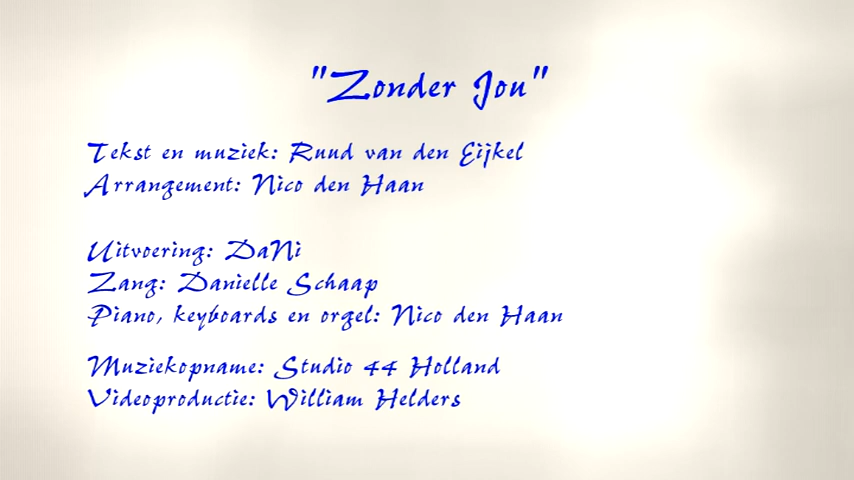 "Zonder Jou"
Tekst en muziek: Ruud van den Eijkel
Arrangement: Nico den Haan
Uitvoering: DaNi
Zang: Danielle Schaap
Piano, keyboards en orgel: Nico den Haan
Muziekopname: Studio 44 Holland
Videoproductie: William Helders